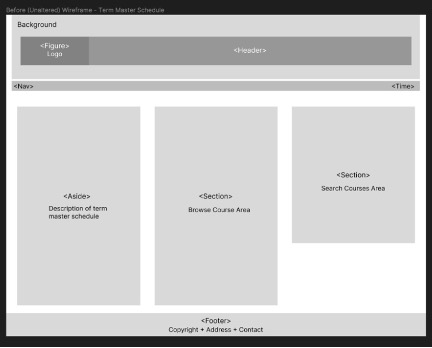 Before (Unaltered) Wireframe - Term Master Schedule
Background
<Figure>
Logo
<Header>
<Nav>
<Time>
<Aside>
Description of term
master schedule
<Section>
Browse Course Area
<Section>
Search Courses Area
<Footer>
Copyright + Address + Contact